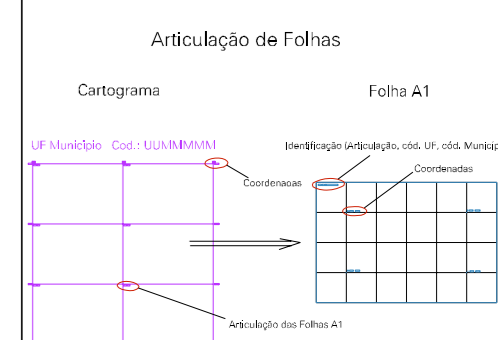 Articulação de Folhas
Cartograma
Folha A1
UF Município Cod.: UUMMMMM
Identificação (Articulação, cód. UF, cód. Municíp
Coordenadas
Coordenadas
Articulação das Folhas A1